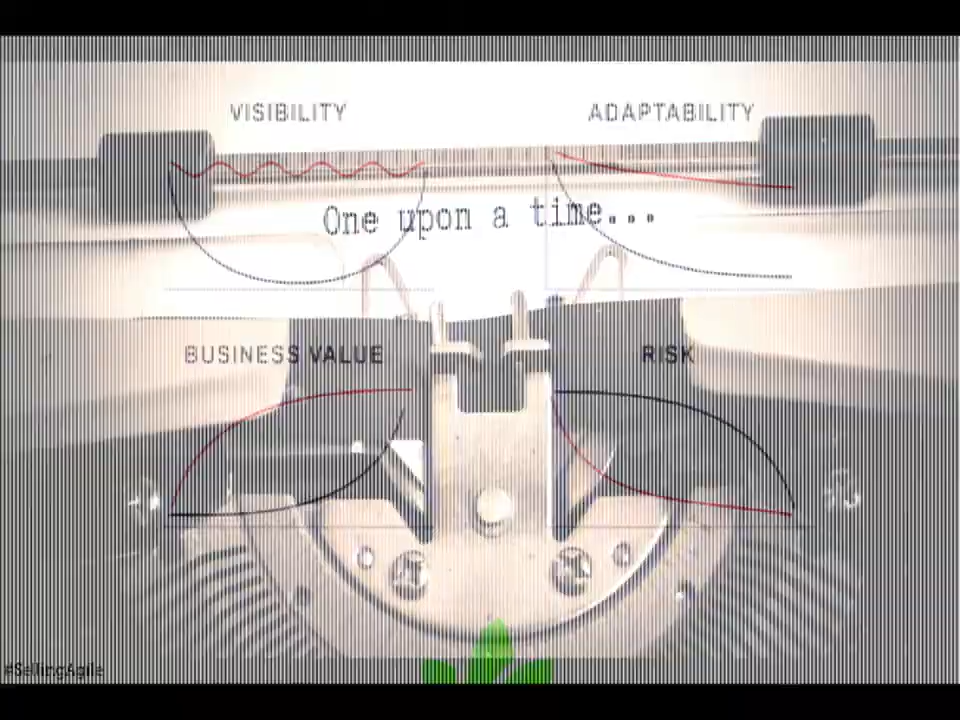 VISIBILITY
ADAPTABILITY
One upon a time...
BUSINESS VALUE
RISK
#SellingAgile